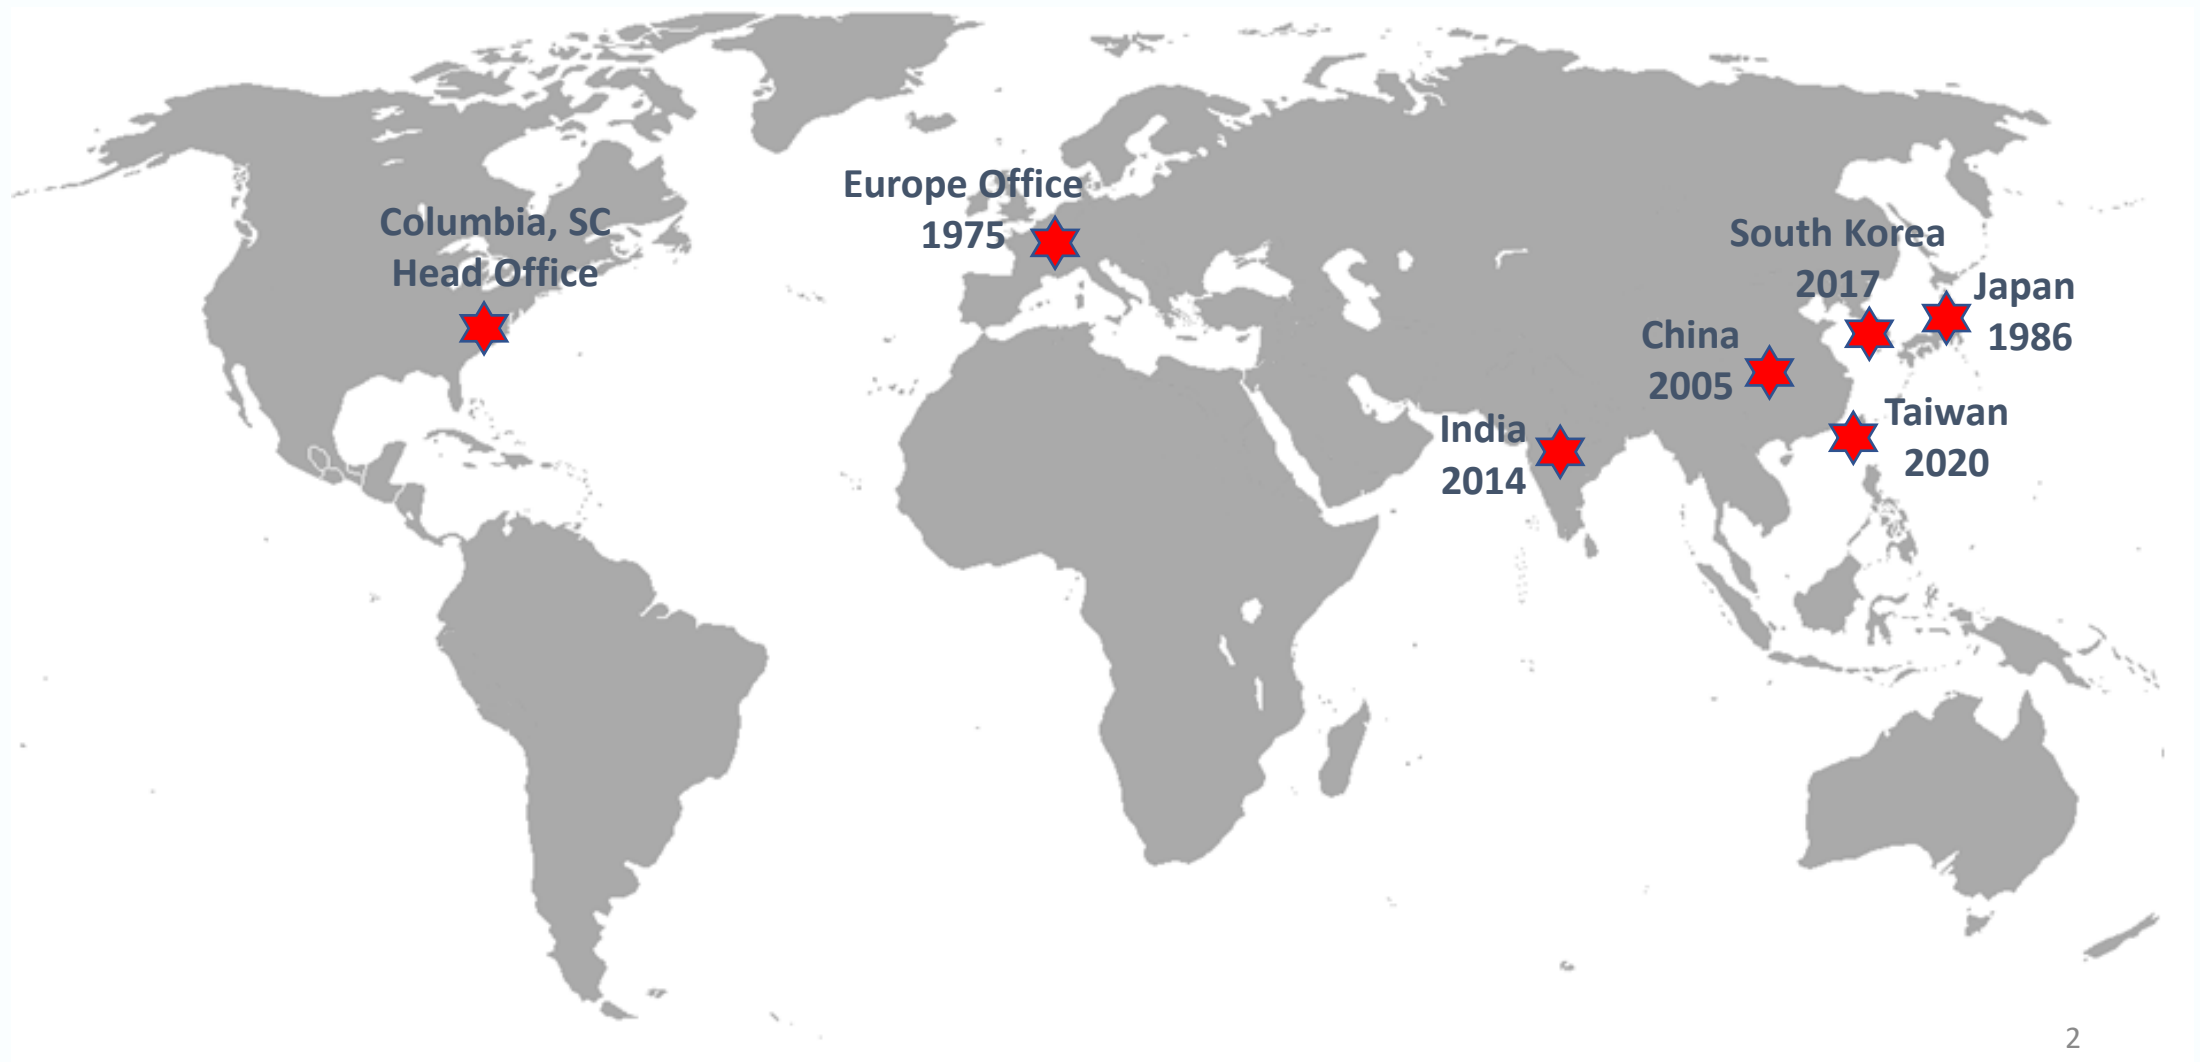 Europe Office
1975
Columbia, SC
Head Office
South Korea
2017
Japan
1986
China
2005
Taiwan
2020
India
2014
2